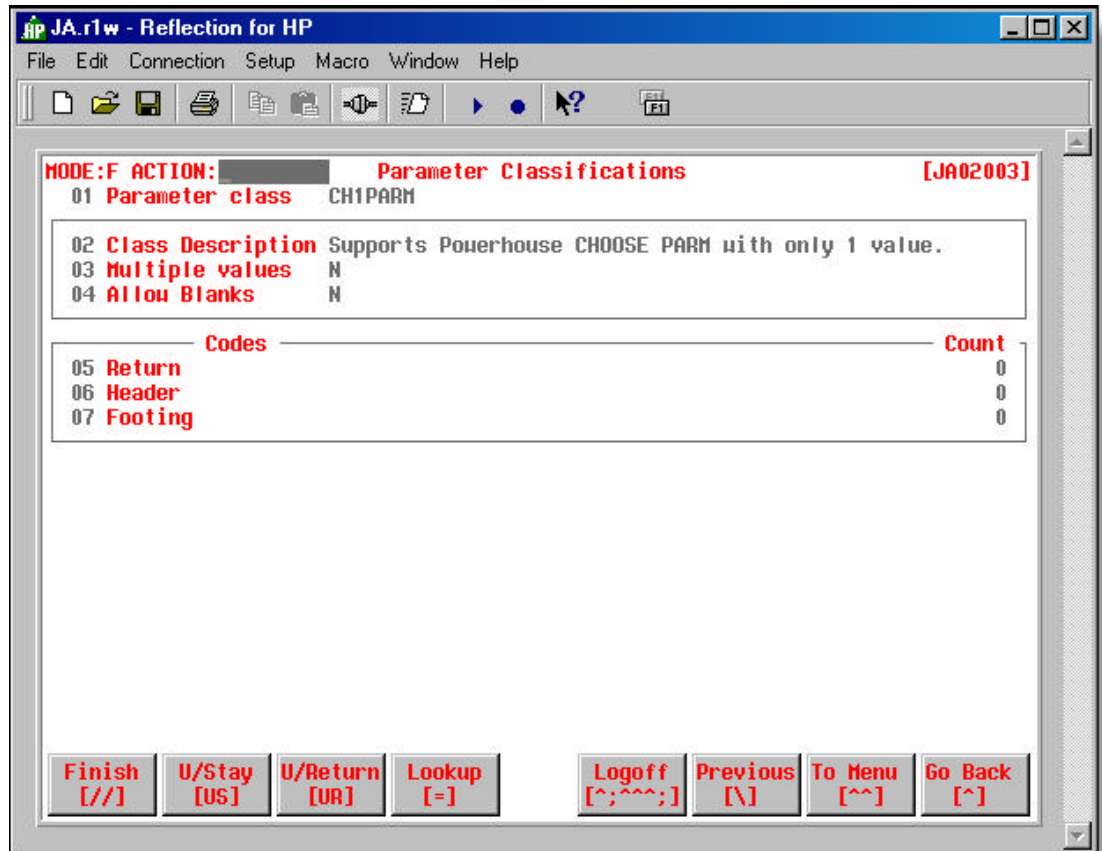 JA.r1w - Reflection for HP
File Edit Connection Setup Macro Window Help
MODE:F ACTION: Parameter Classifications [JA02003]
01 Parameter class CH1PARM
02 Class Description Supports Powerhouse CHOOSE PARM with only 1 value.
03 Multiple values N
04 Allow Blanks N
Codes Count
05 Return 0
06 Header 0
07 Footing 0
Finish U/Stay U/Return Lookup Logoff Previous To Menu Go Back
[//] [US] [UR] [=] [^;^^^;] [\] [^^] [^]